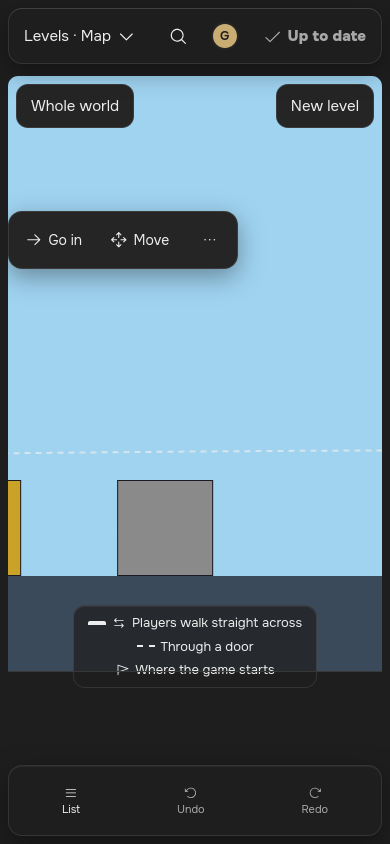 Levels · Map
G
Up to date
Whole world
New level
Go in
Move
···
Players walk straight across
Through a door
Where the game starts
List
Undo
Redo